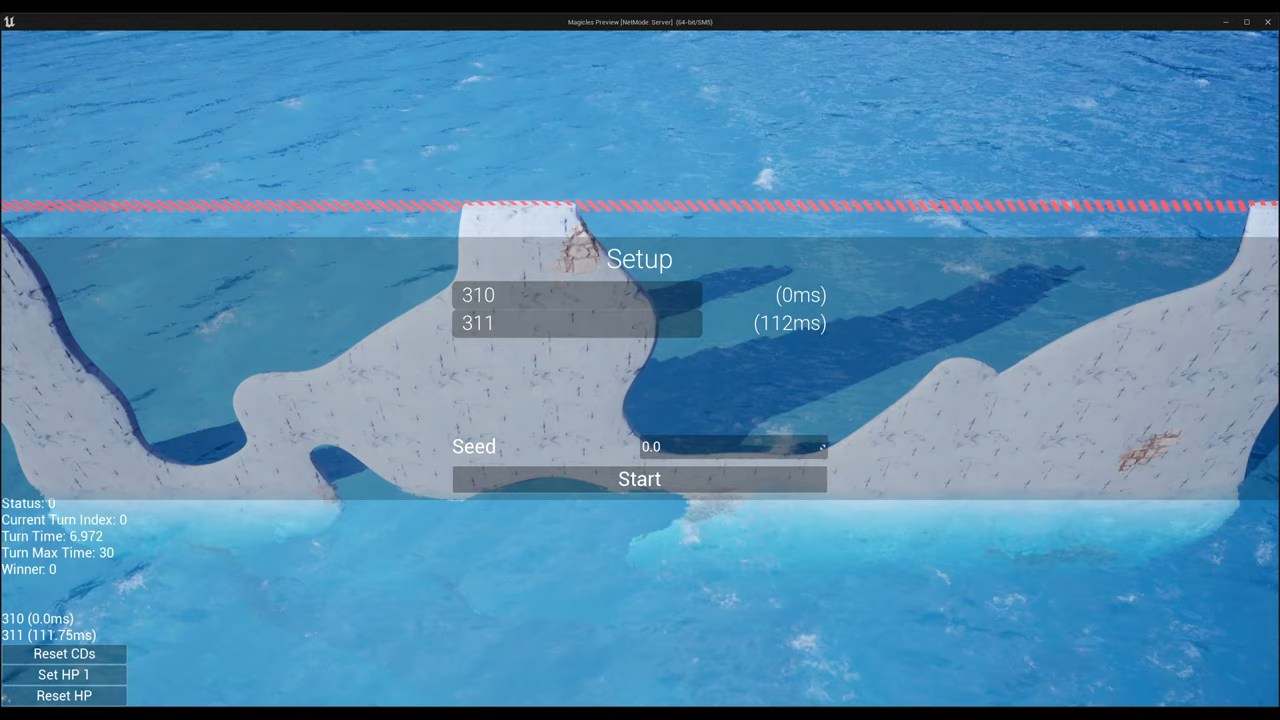 Magicles Preview [NetMode: Server] (64-bit/SM5)
Setup
310 (0ms)
311 (112ms)
Seed 0.0
Start
Status: 0
Current Turn Index: 0
Turn Time: 6.972
Turn Max Time: 30
Winner: 0
310 (0.0ms)
311 (111.75ms)
Reset CDs
Set HP 1
Reset HP